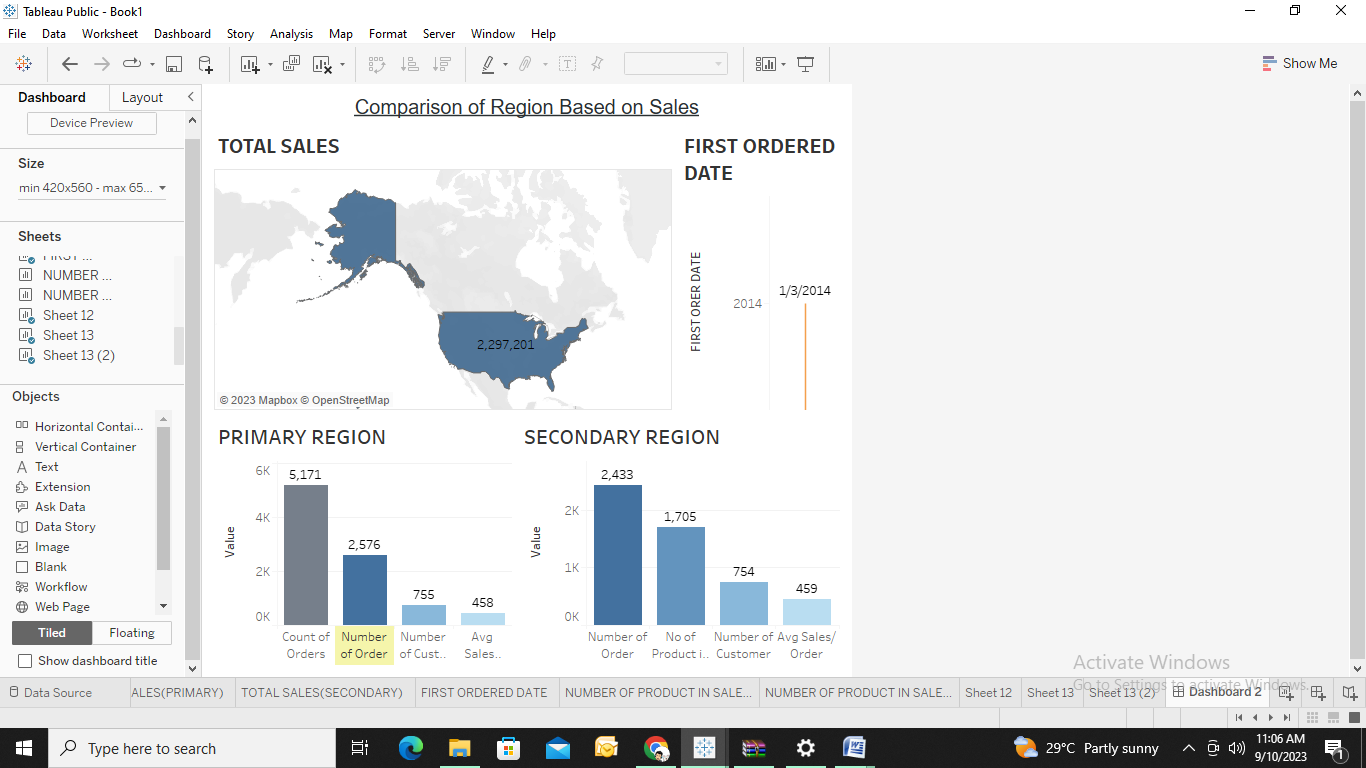 Tableau Public - Book1
File Data Worksheet Dashboard Story Analysis Map Format Server Window Help
Show Me
Dashboard Layout
Device Preview
Size
min 420x560 - max 65...
Sheets
NUMBER ...
NUMBER ...
Sheet 12
Sheet 13
Sheet 13 (2)
Objects
Horizontal Contai...
Vertical Container
Text
Extension
Ask Data
Data Story
Image
Blank
Workflow
Web Page
Tiled Floating
Show dashboard title
Comparison of Region Based on Sales
TOTAL SALES
2,297,201
© 2023 Mapbox © OpenStreetMap
FIRST ORDERED
DATE
FIRST ORER DATE
2014
1/3/2014
PRIMARY REGION
Value
6K
4K
2K
0K
5,171
2,576
755
458
Count of
Orders
Number
of Order
Number
of Cust..
Avg
Sales..
SECONDARY REGION
Value
2K
1K
0K
2,433
1,705
754
459
Number of
Order
No of
Product i..
Number of
Customer
Avg Sales/
Order
Activate Windows
Go to Settings to activate Windows.
Data Source ALES(PRIMARY) TOTAL SALES(SECONDARY) FIRST ORDERED DATE NUMBER OF PRODUCT IN SALE... NUMBER OF PRODUCT IN SALE... Sheet 12 Sheet 13 Sheet 13 (2) Dashboard 2
Type here to search
29°C Partly sunny
11:06 AM
9/10/2023
1